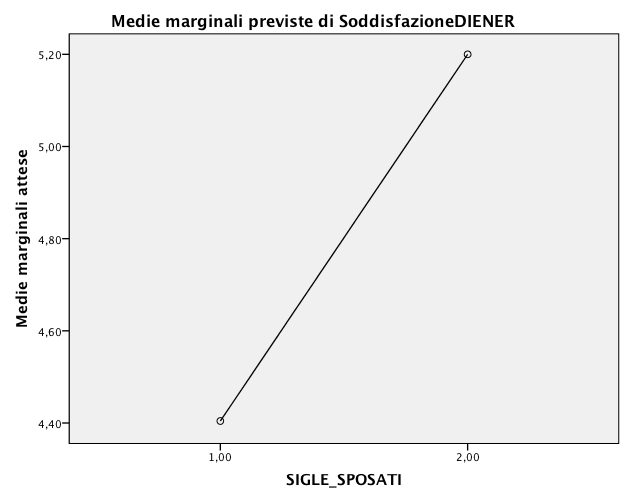 Medie marginali previste di SoddisfazioneDIENER
Medie marginali attese
5,20
5,00
4,80
4,60
4,40
1,00
2,00
SIGLE_SPOSATI